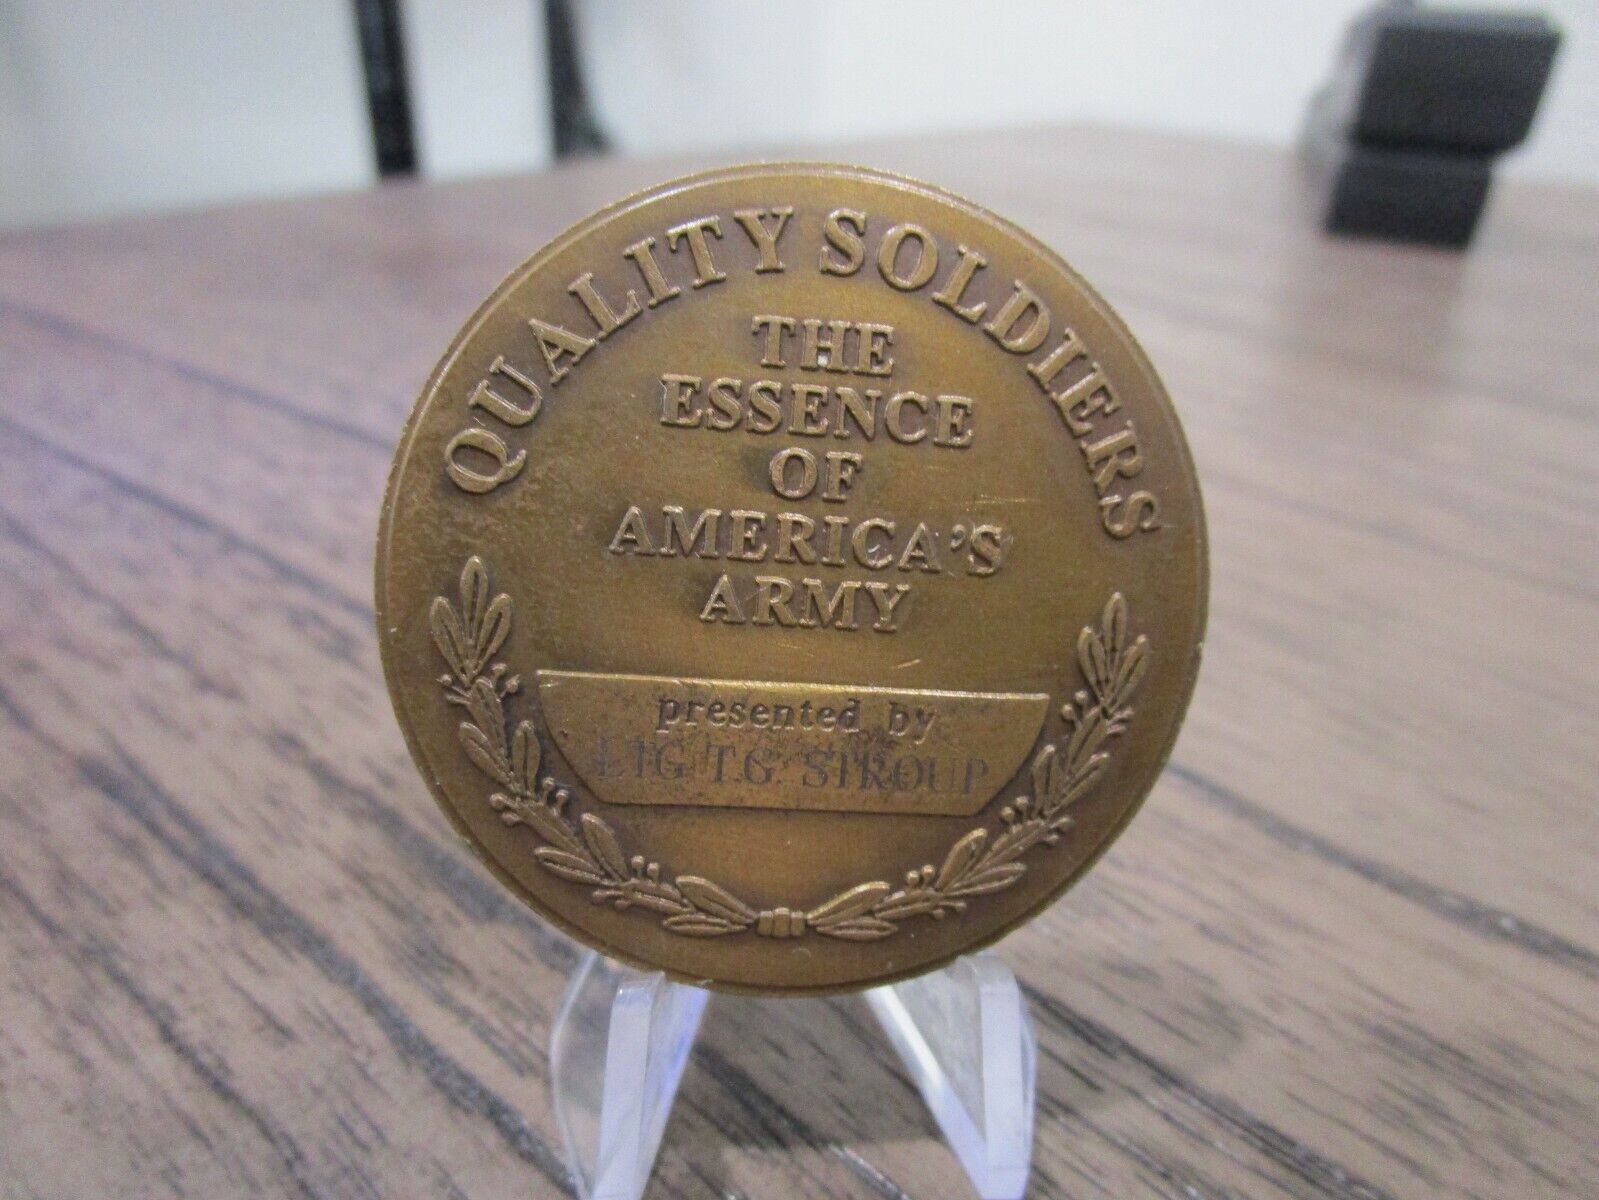 QUALITY SOLDIERS
THE
ESSENCE
OF
AMERICA'S
ARMY
presented by
LTG T.G. STROUP